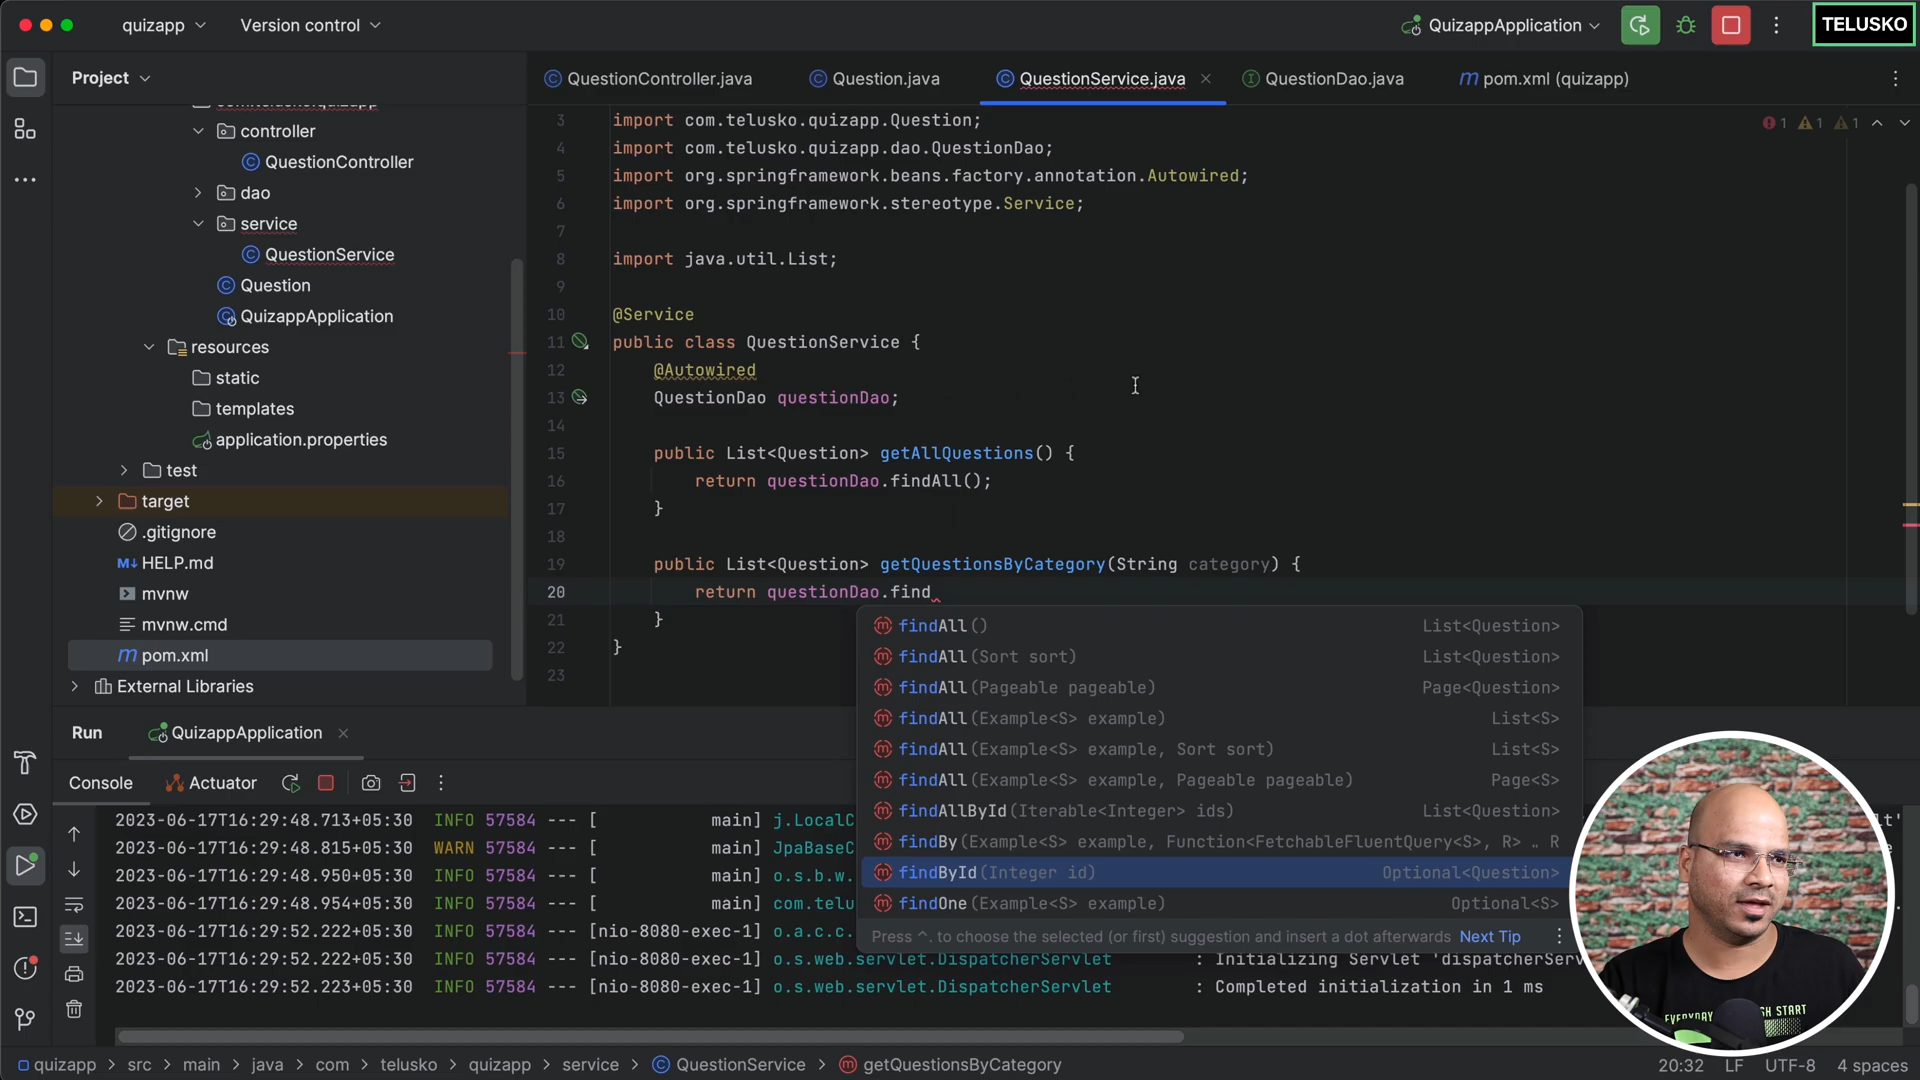 quizapp
Version control
QuizappApplication
TELUSKO
Project
QuestionController.java
Question.java
QuestionService.java
QuestionDao.java
pom.xml (quizapp)
com.telusko.quizapp
controller
QuestionController
dao
service
QuestionService
Question
QuizappApplication
resources
static
templates
application.properties
test
target
.gitignore
M↓ HELP.md
mvnw
mvnw.cmd
pom.xml
External Libraries
1 1 1
3 import com.telusko.quizapp.Question;
4 import com.telusko.quizapp.dao.QuestionDao;
5 import org.springframework.beans.factory.annotation.Autowired;
6 import org.springframework.stereotype.Service;
7
8 import java.util.List;
9
10 @Service
11 public class QuestionService {
12 @Autowired
13 QuestionDao questionDao;
14
15 public List<Question> getAllQuestions() {
16 return questionDao.findAll();
17 }
18
19 public List<Question> getQuestionsByCategory(String category) {
20 return questionDao.find
21 }
22 }
23
findAll() List<Question>
findAll(Sort sort) List<Question>
findAll(Pageable pageable) Page<Question>
findAll(Example<S> example) List<S>
findAll(Example<S> example, Sort sort) List<S>
findAll(Example<S> example, Pageable pageable) Page<S>
findAllById(Iterable<Integer> ids) List<Question>
findBy(Example<S> example, Function<FetchableFluentQuery<S>, R> … R
findById(Integer id) Optional<Question>
findOne(Example<S> example) Optional<S>
Press ^. to choose the selected (or first) suggestion and insert a dot afterwards Next Tip
Run
QuizappApplication
Console
Actuator
2023-06-17T16:29:48.713+05:30 INFO 57584 --- [ main] j.LocalC
2023-06-17T16:29:48.815+05:30 WARN 57584 --- [ main] JpaBaseC
2023-06-17T16:29:48.950+05:30 INFO 57584 --- [ main] o.s.b.w.
2023-06-17T16:29:48.954+05:30 INFO 57584 --- [ main] com.telu
2023-06-17T16:29:52.222+05:30 INFO 57584 --- [nio-8080-exec-1] o.a.c.c.
2023-06-17T16:29:52.222+05:30 INFO 57584 --- [nio-8080-exec-1] o.s.web.servlet.DispatcherServlet : Initializing Servlet 'dispatcherServ
2023-06-17T16:29:52.223+05:30 INFO 57584 --- [nio-8080-exec-1] o.s.web.servlet.DispatcherServlet : Completed initialization in 1 ms
quizapp > src > main > java > com > telusko > quizapp > service > QuestionService > getQuestionsByCategory
20:32 LF UTF-8 4 spaces